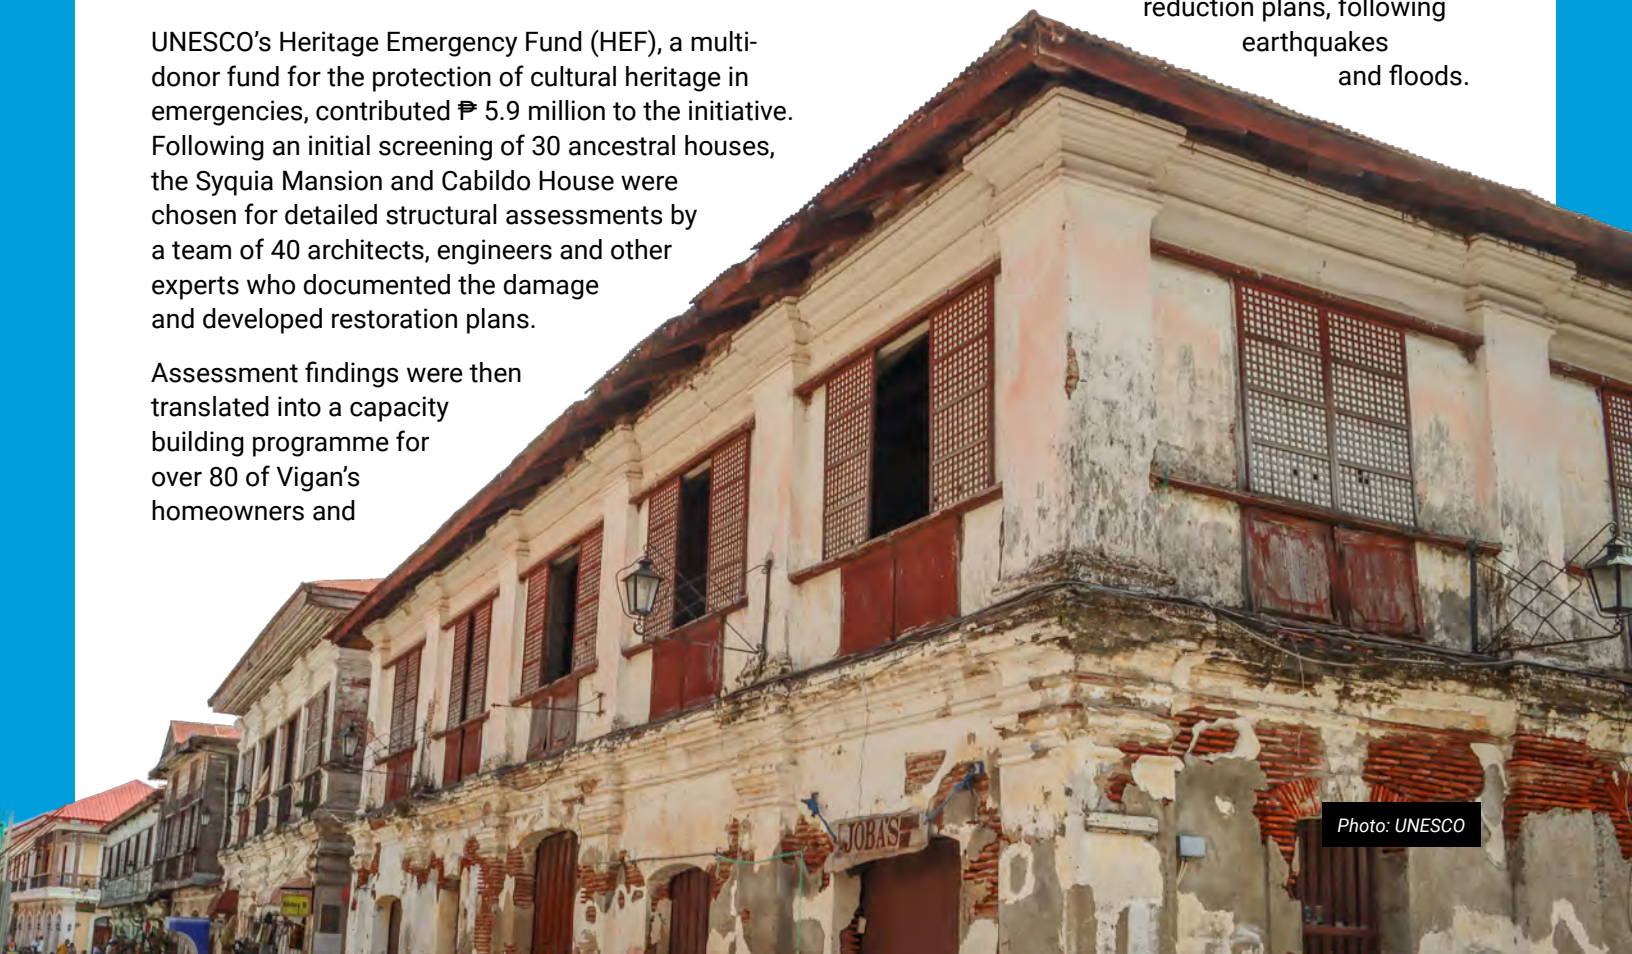 UNESCO’s Heritage Emergency Fund (HEF), a multi-
donor fund for the protection of cultural heritage in
emergencies, contributed ₱ 5.9 million to the initiative.
Following an initial screening of 30 ancestral houses,
the Syquia Mansion and Cabildo House were
chosen for detailed structural assessments by
a team of 40 architects, engineers and other
experts who documented the damage
and developed restoration plans.
Assessment findings were then
translated into a capacity
building programme for
over 80 of Vigan’s
homeowners and
reduction plans, following
earthquakes
and floods.
JOBA'S
Photo: UNESCO